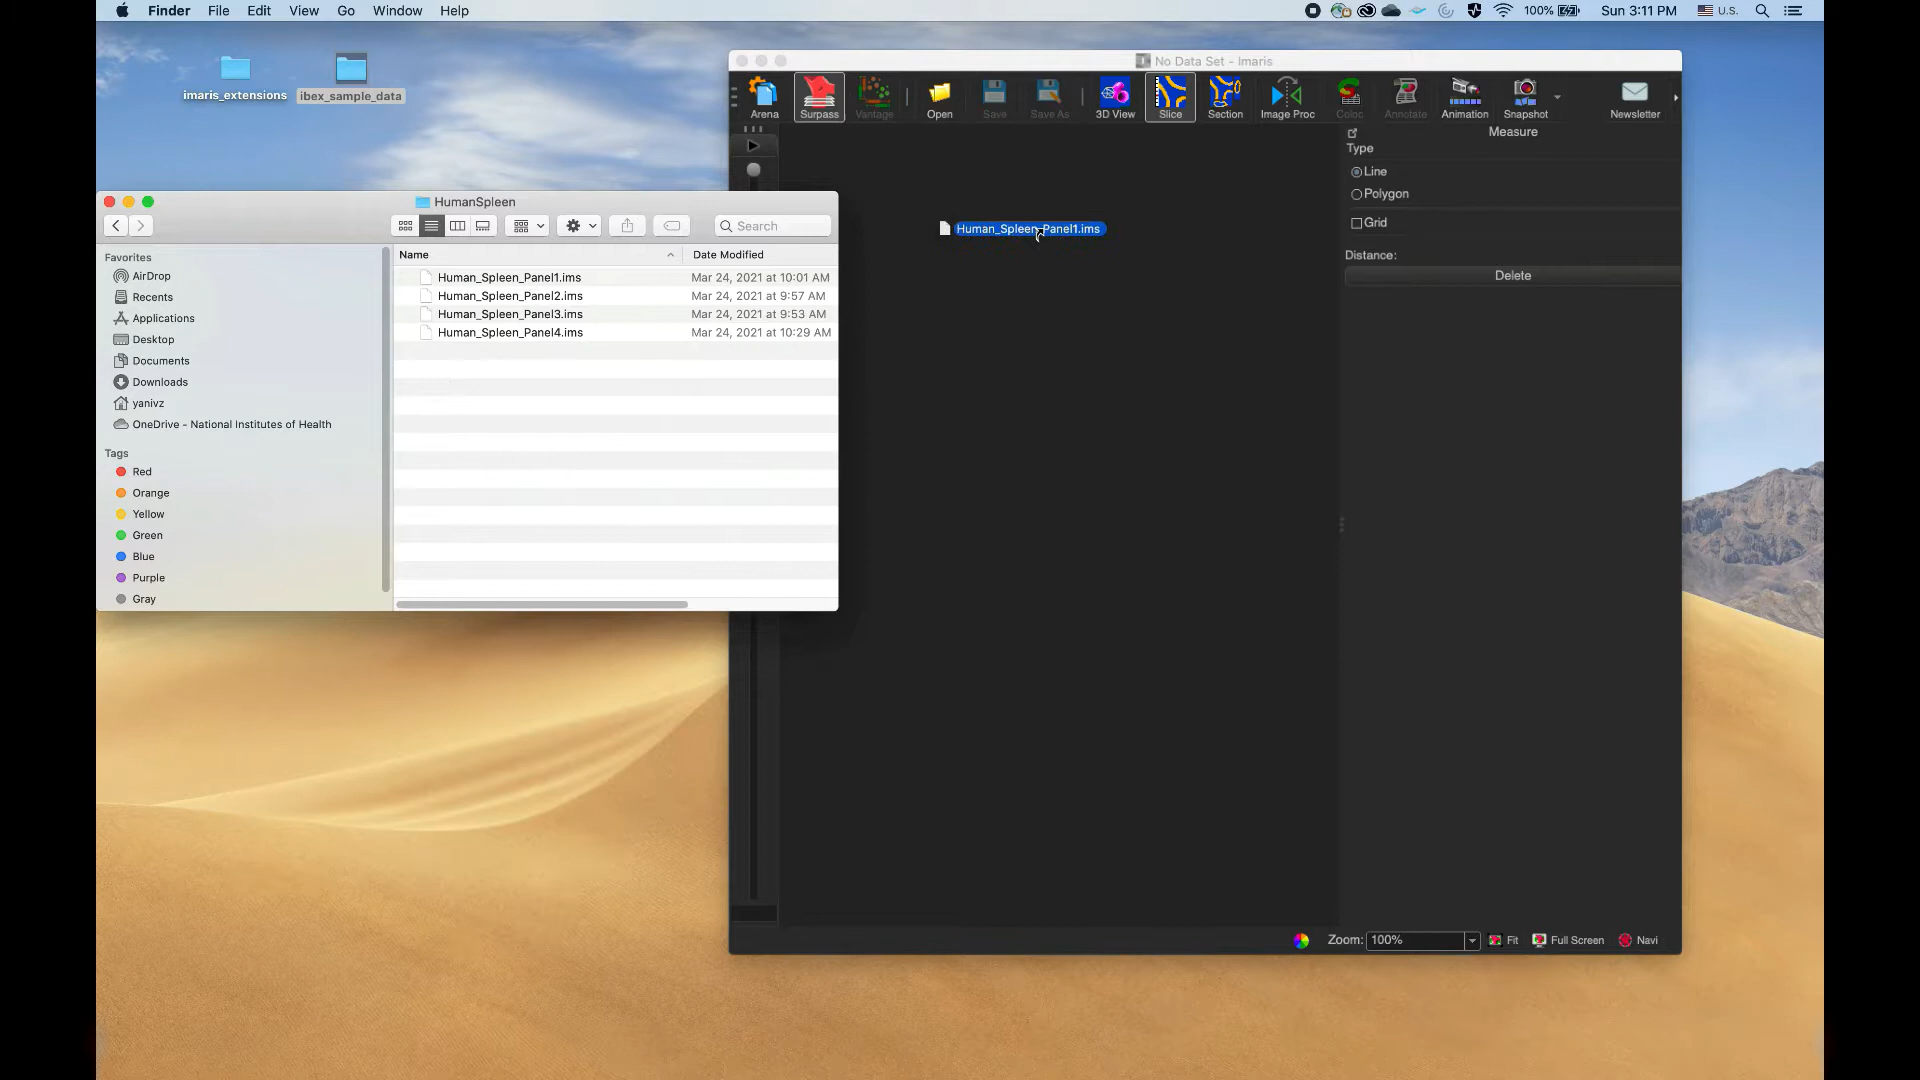 Finder File Edit View Go Window Help
100% Sun 3:11 PM U.S.
imaris_extensions
ibex_sample_data
No Data Set - Imaris
Arena Surpass Vantage Open Save Save As 3D View Slice Section Image Proc Coloc Annotate Animation Snapshot Newsletter
Measure
Type
Line
Polygon
Grid
Distance:
Delete
Human_Spleen_Panel1.ims
HumanSpleen
Search
Favorites
AirDrop
Recents
Applications
Desktop
Documents
Downloads
yanivz
OneDrive - National Institutes of Health
Tags
Red
Orange
Yellow
Green
Blue
Purple
Gray
Name Date Modified
Human_Spleen_Panel1.ims Mar 24, 2021 at 10:01 AM
Human_Spleen_Panel2.ims Mar 24, 2021 at 9:57 AM
Human_Spleen_Panel3.ims Mar 24, 2021 at 9:53 AM
Human_Spleen_Panel4.ims Mar 24, 2021 at 10:29 AM
Zoom: 100% Fit Full Screen Navi